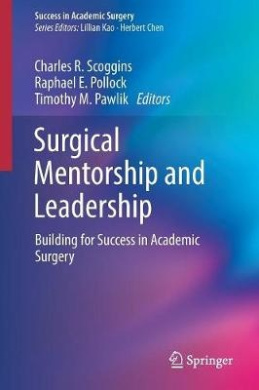 Success in Academic Surgery
Series Editors: Lillian Kao · Herbert Chen
Charles R. Scoggins
Raphael E. Pollock
Timothy M. Pawlik Editors
Surgical
Mentorship and
Leadership
Building for Success in Academic
Surgery
Springer